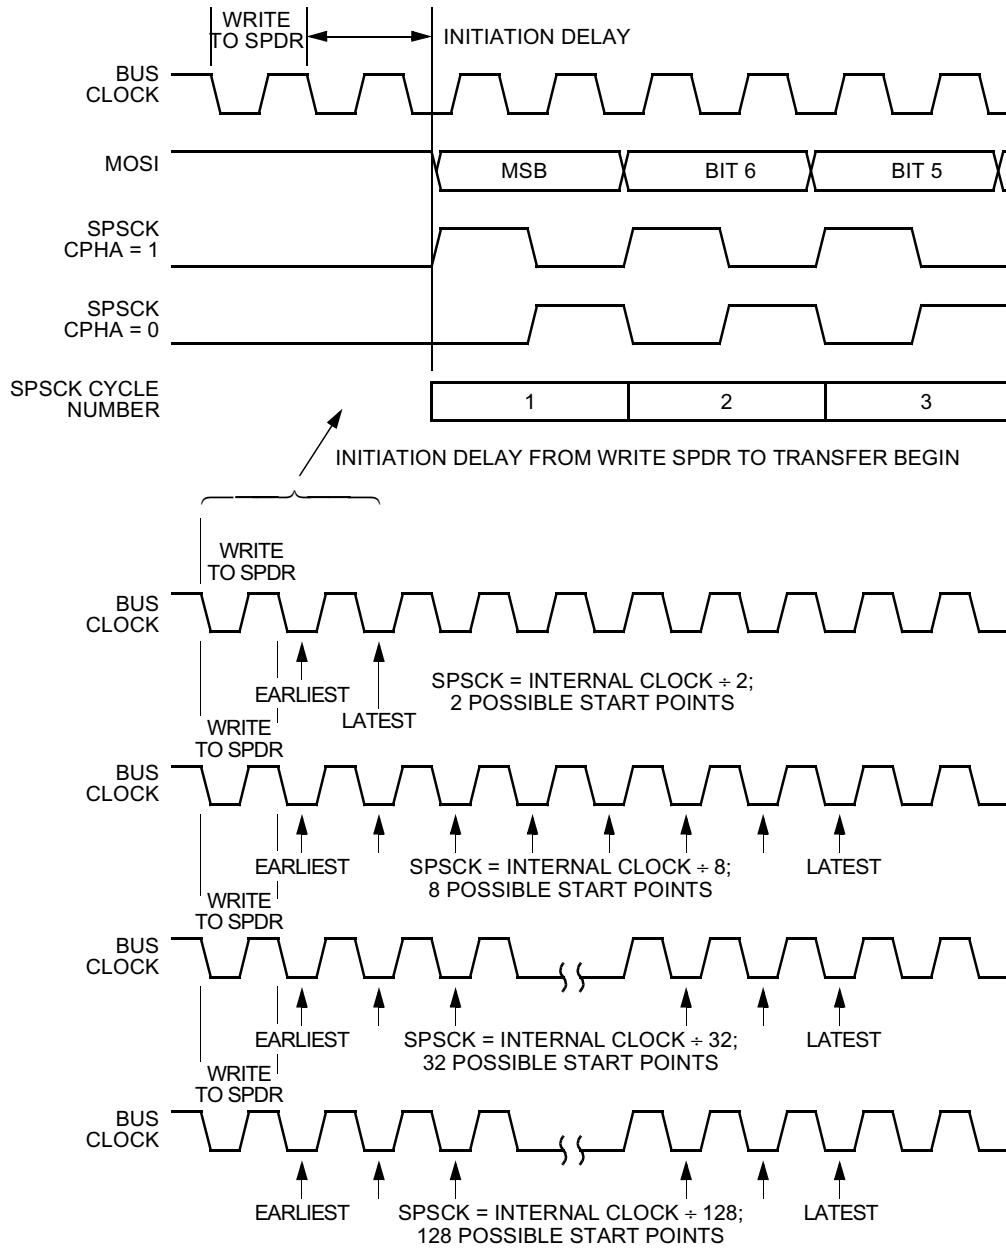 WRITE
TO SPDR
INITIATION DELAY
BUS
CLOCK
MOSI
MSB
BIT 6
BIT 5
SPSCK
CPHA = 1
SPSCK
CPHA = 0
SPSCK CYCLE
NUMBER
1
2
3
INITIATION DELAY FROM WRITE SPDR TO TRANSFER BEGIN
WRITE
TO SPDR
BUS
CLOCK
EARLIEST
LATEST
SPSCK = INTERNAL CLOCK ÷ 2;
2 POSSIBLE START POINTS
WRITE
TO SPDR
BUS
CLOCK
EARLIEST
SPSCK = INTERNAL CLOCK ÷ 8;
8 POSSIBLE START POINTS
LATEST
WRITE
TO SPDR
BUS
CLOCK
EARLIEST
SPSCK = INTERNAL CLOCK ÷ 32;
32 POSSIBLE START POINTS
LATEST
WRITE
TO SPDR
BUS
CLOCK
EARLIEST
SPSCK = INTERNAL CLOCK ÷ 128;
128 POSSIBLE START POINTS
LATEST